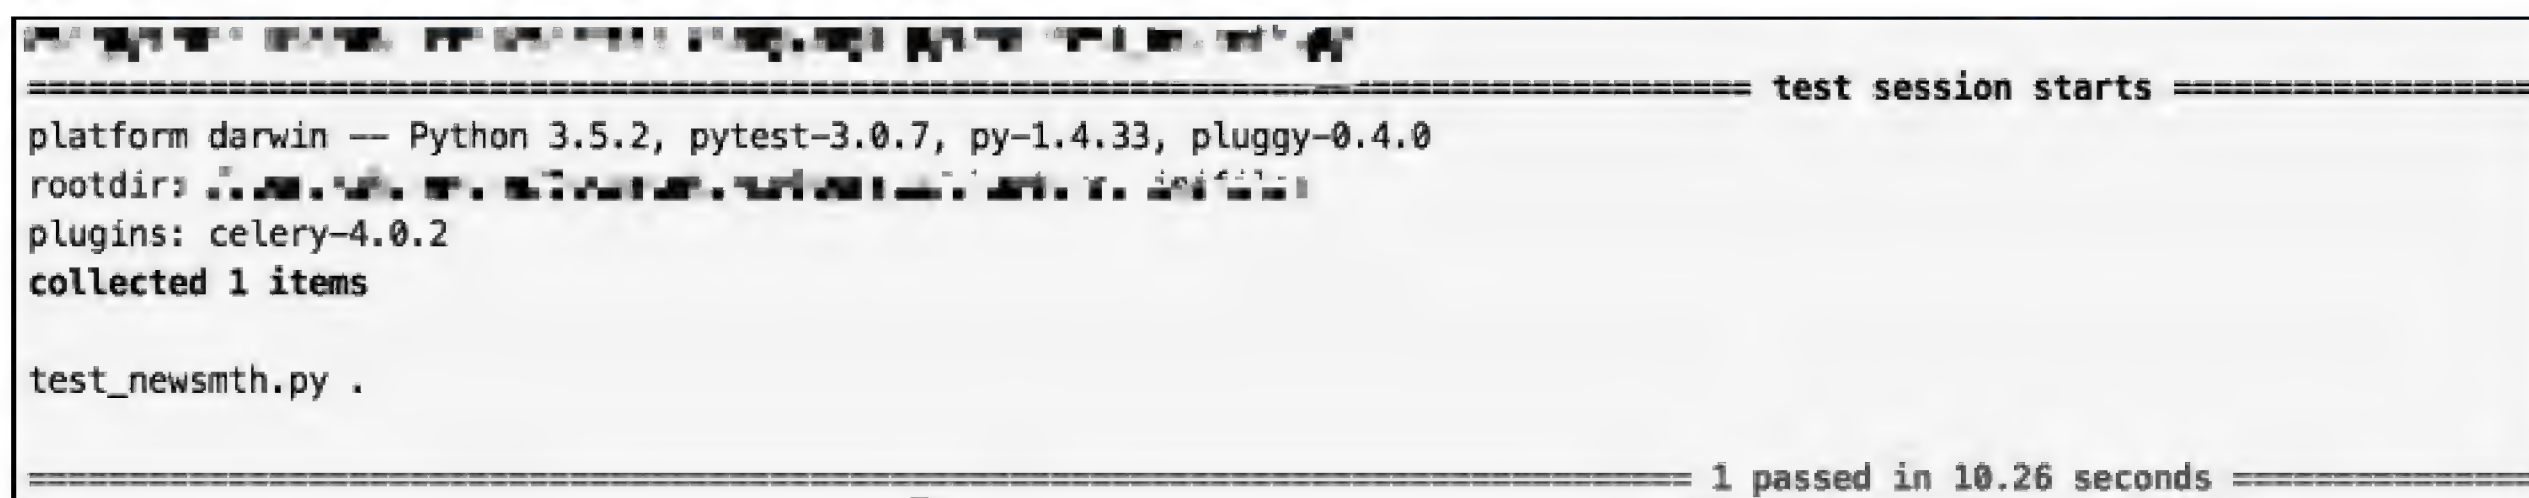 ============================== test session starts ==============================
platform darwin -- Python 3.5.2, pytest-3.0.7, py-1.4.33, pluggy-0.4.0
rootdir:
plugins: celery-4.0.2
collected 1 items
test_newsmth.py .
============================== 1 passed in 10.26 seconds ==============================